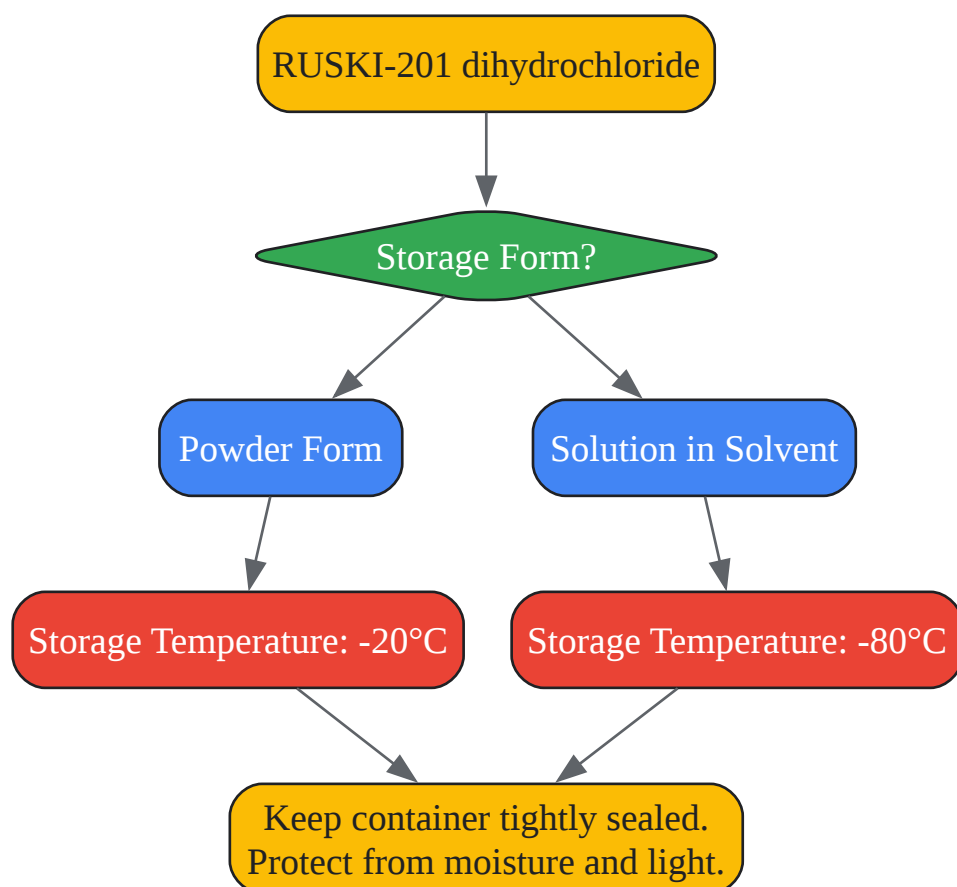 RUSKI-201 dihydrochloride
Storage Form?
Powder Form
Solution in Solvent
Storage Temperature: -20°C
Storage Temperature: -80°C
Keep container tightly sealed.
Protect from moisture and light.